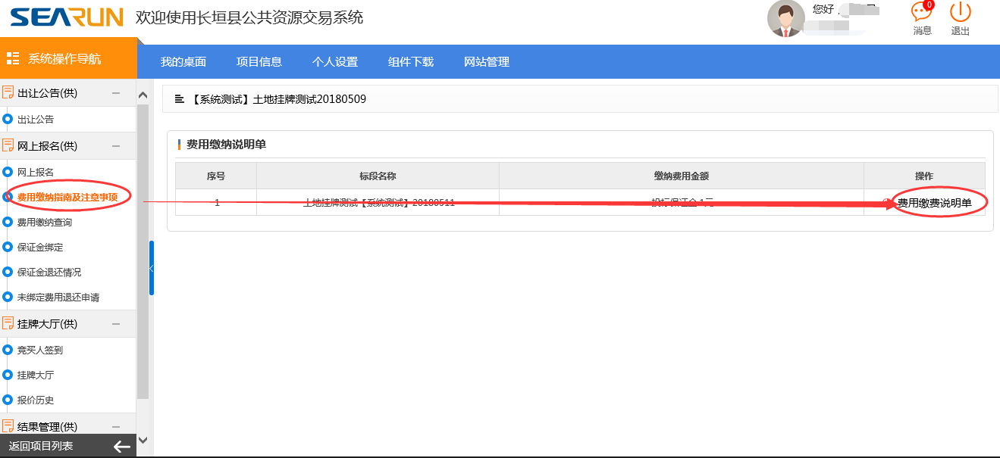 SEARUN 欢迎使用长垣县公共资源交易系统
您好
0
消息 退出
系统操作导航
我的桌面 项目信息 个人设置 组件下载 网站管理
出让公告(供)
出让公告
网上报名(供)
网上报名
费用缴纳指南及注意事项
费用缴纳查询
保证金绑定
保证金退还情况
未绑定费用退还申请
挂牌大厅(供)
竞买人签到
挂牌大厅
报价历史
结果管理(供)
返回项目列表
【系统测试】土地挂牌测试20180509
费用缴纳说明单
序号 标段名称 缴纳费用金额 操作
1 土地挂牌测试【系统测试】20180511 投标保证金:1元 费用缴费说明单